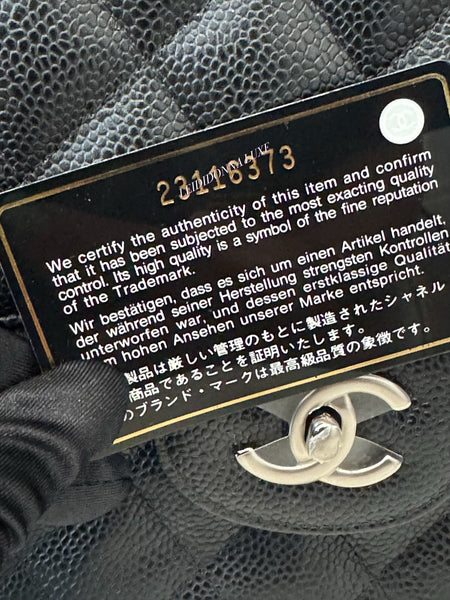 23116373
We certify the authenticity of this item and confirm
that it has been subjected to the most exacting quality
control. Its high quality is a symbol of the fine reputation
of the Trademark.
Wir bestätigen, dass es sich um einen Artikel handelt,
der während seiner Herstellung strengsten Kontrollen
unterworfen war, und dessen erstklassige Qualität
hohen Ansehen unserer Marke entspricht.
製品は厳しい管理のもとに製造されたシャネル
商品であることを証明いたします。
のブランド・マークは最高級品質の象徴です。